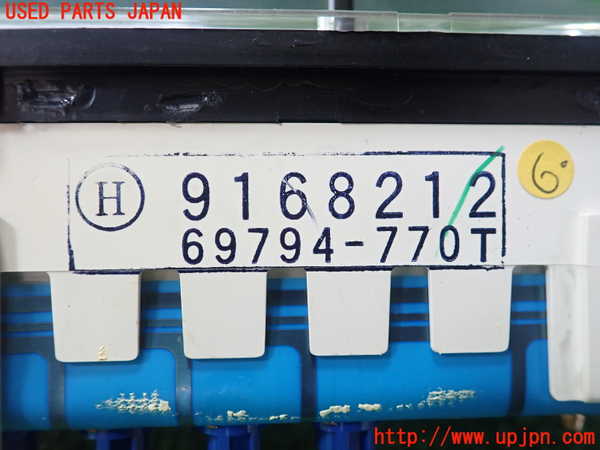 USED PARTS JAPAN
H 9168212
69794-770T
6
http://www.upjpn.com